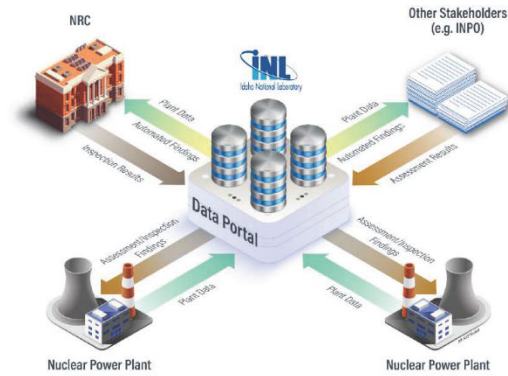 NRC
Other Stakeholders
(e.g. INPO)
INL
Idaho National Laboratory
Plant Data
Automated Findings
Inspection Results
Plant Data
Automated Findings
Assessment Results
Data Portal
Assessment/Inspection
Findings
Plant Data
Assessment/Inspection
Findings
Plant Data
Nuclear Power Plant
Nuclear Power Plant